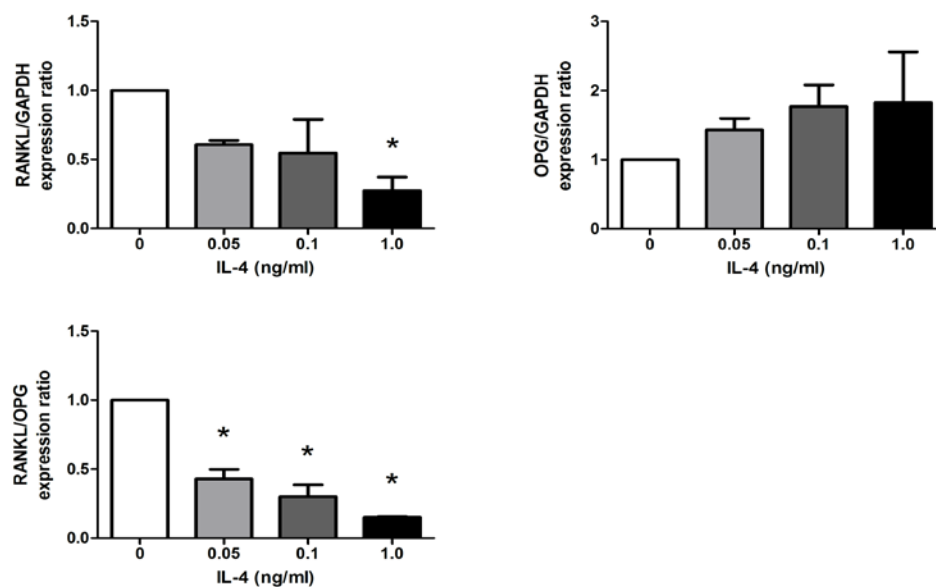 RANKL/GAPDH
expression ratio
1.5
1.0
0.5
0.0
*
0 0.05 0.1 1.0
IL-4 (ng/ml)
OPG/GAPDH
expression ratio
3
2
1
0
0 0.05 0.1 1.0
IL-4 (ng/ml)
RANKL/OPG
expression ratio
1.5
1.0
0.5
0.0
* * *
0 0.05 0.1 1.0
IL-4 (ng/ml)